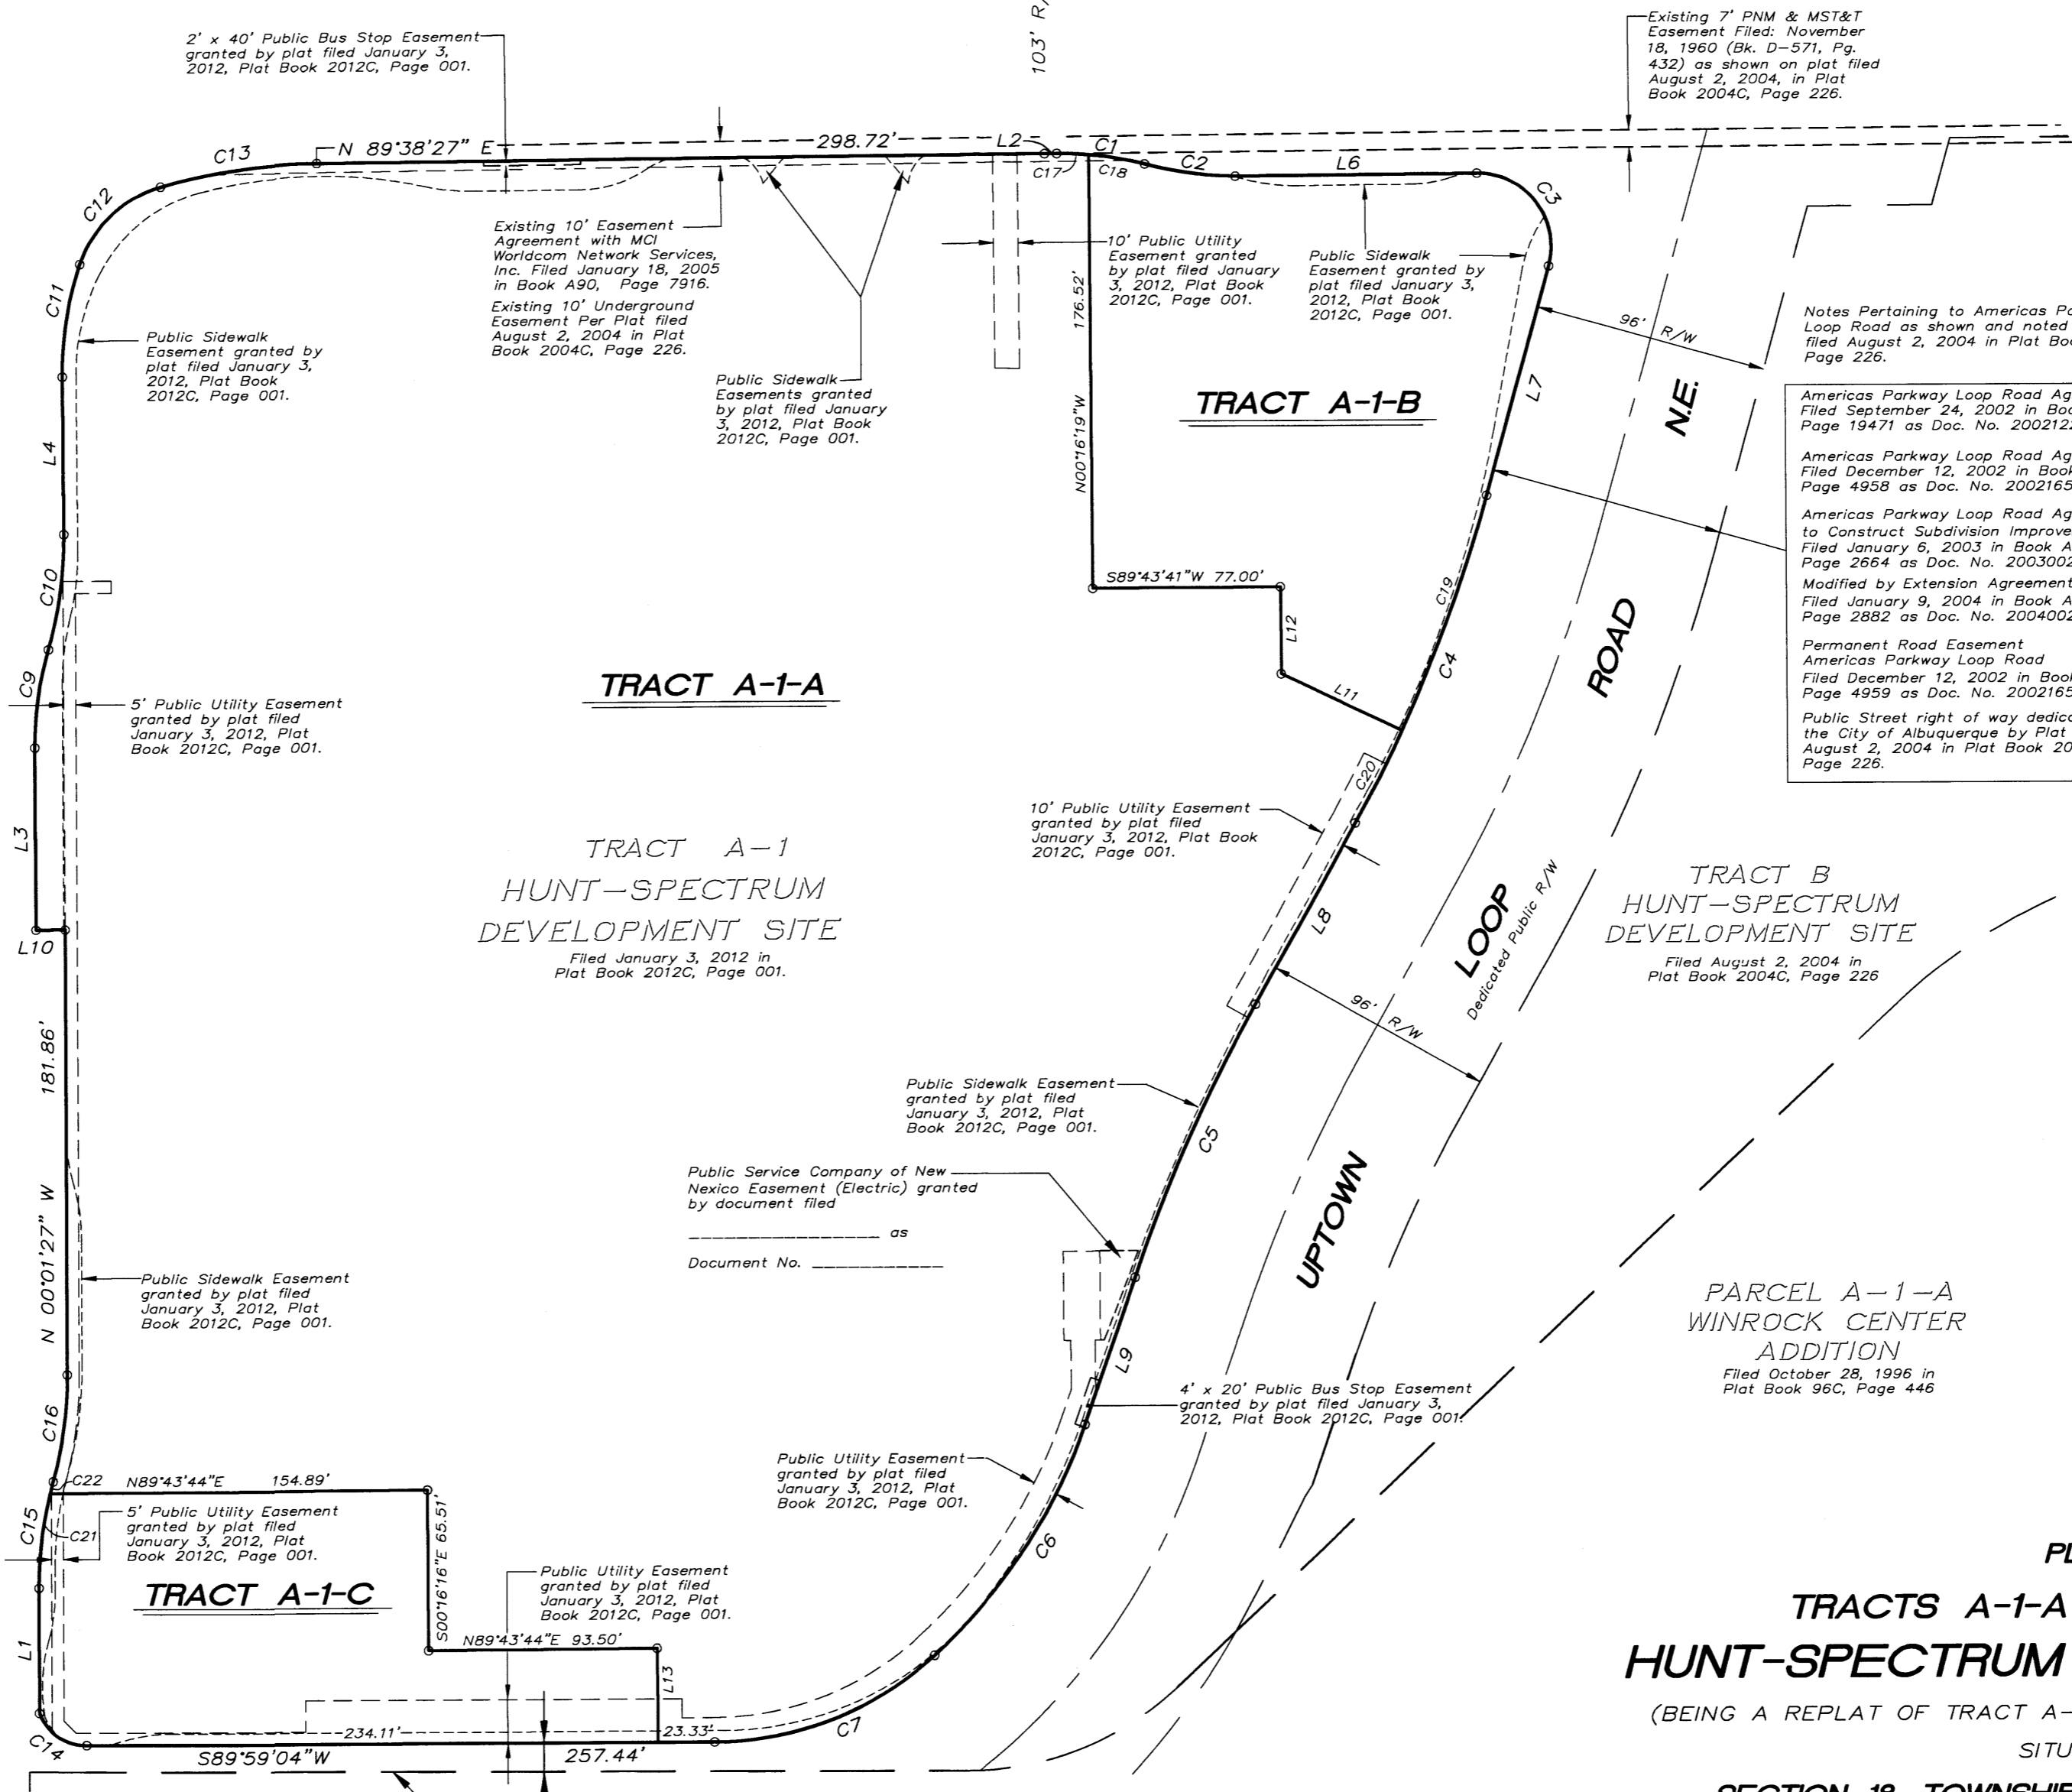 103' R/
2' x 40' Public Bus Stop Easement
granted by plat filed January 3,
2012, Plat Book 2012C, Page 001.
Existing 7' PNM & MST&T
Easement Filed: November
18, 1960 (Bk. D-571, Pg.
432) as shown on plat filed
August 2, 2004, in Plat
Book 2004C, Page 226.
C13
N 89°38'27" E
298.72'
L2
C1
C17
C18
C2
L6
C3
C12
C11
Existing 10' Easement
Agreement with MCI
Worldcom Network Services,
Inc. Filed January 18, 2005
in Book A90, Page 7916.
Existing 10' Underground
Easement Per Plat filed
August 2, 2004 in Plat
Book 2004C, Page 226.
10' Public Utility
Easement granted
by plat filed January
3, 2012, Plat Book
2012C, Page 001.
Public Sidewalk
Easement granted by
plat filed January 3,
2012, Plat Book
2012C, Page 001.
176.52'
N00°16'19"W
Public Sidewalk
Easement granted by
plat filed January 3,
2012, Plat Book
2012C, Page 001.
Public Sidewalk
Easements granted
by plat filed January
3, 2012, Plat Book
2012C, Page 001.
96' R/W
L7
N.E.
Notes Pertaining to Americas Pa
Loop Road as shown and noted
filed August 2, 2004 in Plat Boo
Page 226.
TRACT A-1-B
Americas Parkway Loop Road Ag
Filed September 24, 2002 in Boo
Page 19471 as Doc. No. 2002122
Americas Parkway Loop Road Ag
Filed December 12, 2002 in Book
Page 4958 as Doc. No. 2002165
Americas Parkway Loop Road Ag
to Construct Subdivision Improve
Filed January 6, 2003 in Book A
Page 2664 as Doc. No. 2003002
Modified by Extension Agreement
Filed January 9, 2004 in Book A
Page 2882 as Doc. No. 2004002
Permanent Road Easement
Americas Parkway Loop Road
Filed December 12, 2002 in Book
Page 4959 as Doc. No. 2002165
Public Street right of way dedica
the City of Albuquerque by Plat
August 2, 2004 in Plat Book 20
Page 226.
L4
C10
C9
S89°43'41"W 77.00'
L12
L11
C19
C4
ROAD
TRACT A-1-A
5' Public Utility Easement
granted by plat filed
January 3, 2012, Plat
Book 2012C, Page 001.
L3
L10
C20
10' Public Utility Easement
granted by plat filed
January 3, 2012, Plat Book
2012C, Page 001.
L8
LOOP
Dedicated Public R/W
TRACT A-1
HUNT-SPECTRUM
DEVELOPMENT SITE
Filed January 3, 2012 in
Plat Book 2012C, Page 001.
TRACT B
HUNT-SPECTRUM
DEVELOPMENT SITE
Filed August 2, 2004 in
Plat Book 2004C, Page 226
96' R/W
181.86'
N 00°01'27" W
Public Sidewalk Easement
granted by plat filed
January 3, 2012, Plat
Book 2012C, Page 001.
C5
Public Service Company of New
Nexico Easement (Electric) granted
by document filed
________________ as
Document No. ____________
UPTOWN
Public Sidewalk Easement
granted by plat filed
January 3, 2012, Plat
Book 2012C, Page 001.
PARCEL A-1-A
WINROCK CENTER
ADDITION
Filed October 28, 1996 in
Plat Book 96C, Page 446
L9
4' x 20' Public Bus Stop Easement
granted by plat filed January 3,
2012, Plat Book 2012C, Page 001.
C16
C22
N89°43'44"E 154.89'
Public Utility Easement
granted by plat filed
January 3, 2012, Plat
Book 2012C, Page 001.
C15
C21
5' Public Utility Easement
granted by plat filed
January 3, 2012, Plat
Book 2012C, Page 001.
S00°16'16"E 65.51'
C6
TRACT A-1-C
Public Utility Easement
granted by plat filed
January 3, 2012, Plat
Book 2012C, Page 001.
N89°43'44"E 93.50'
L1
L13
C14
234.11'
23.33'
C7
S89°59'04"W
257.44'
PL
TRACTS A-1-A
HUNT-SPECTRUM
(BEING A REPLAT OF TRACT A-
SITU
SECTION 18, TOWNSHIP